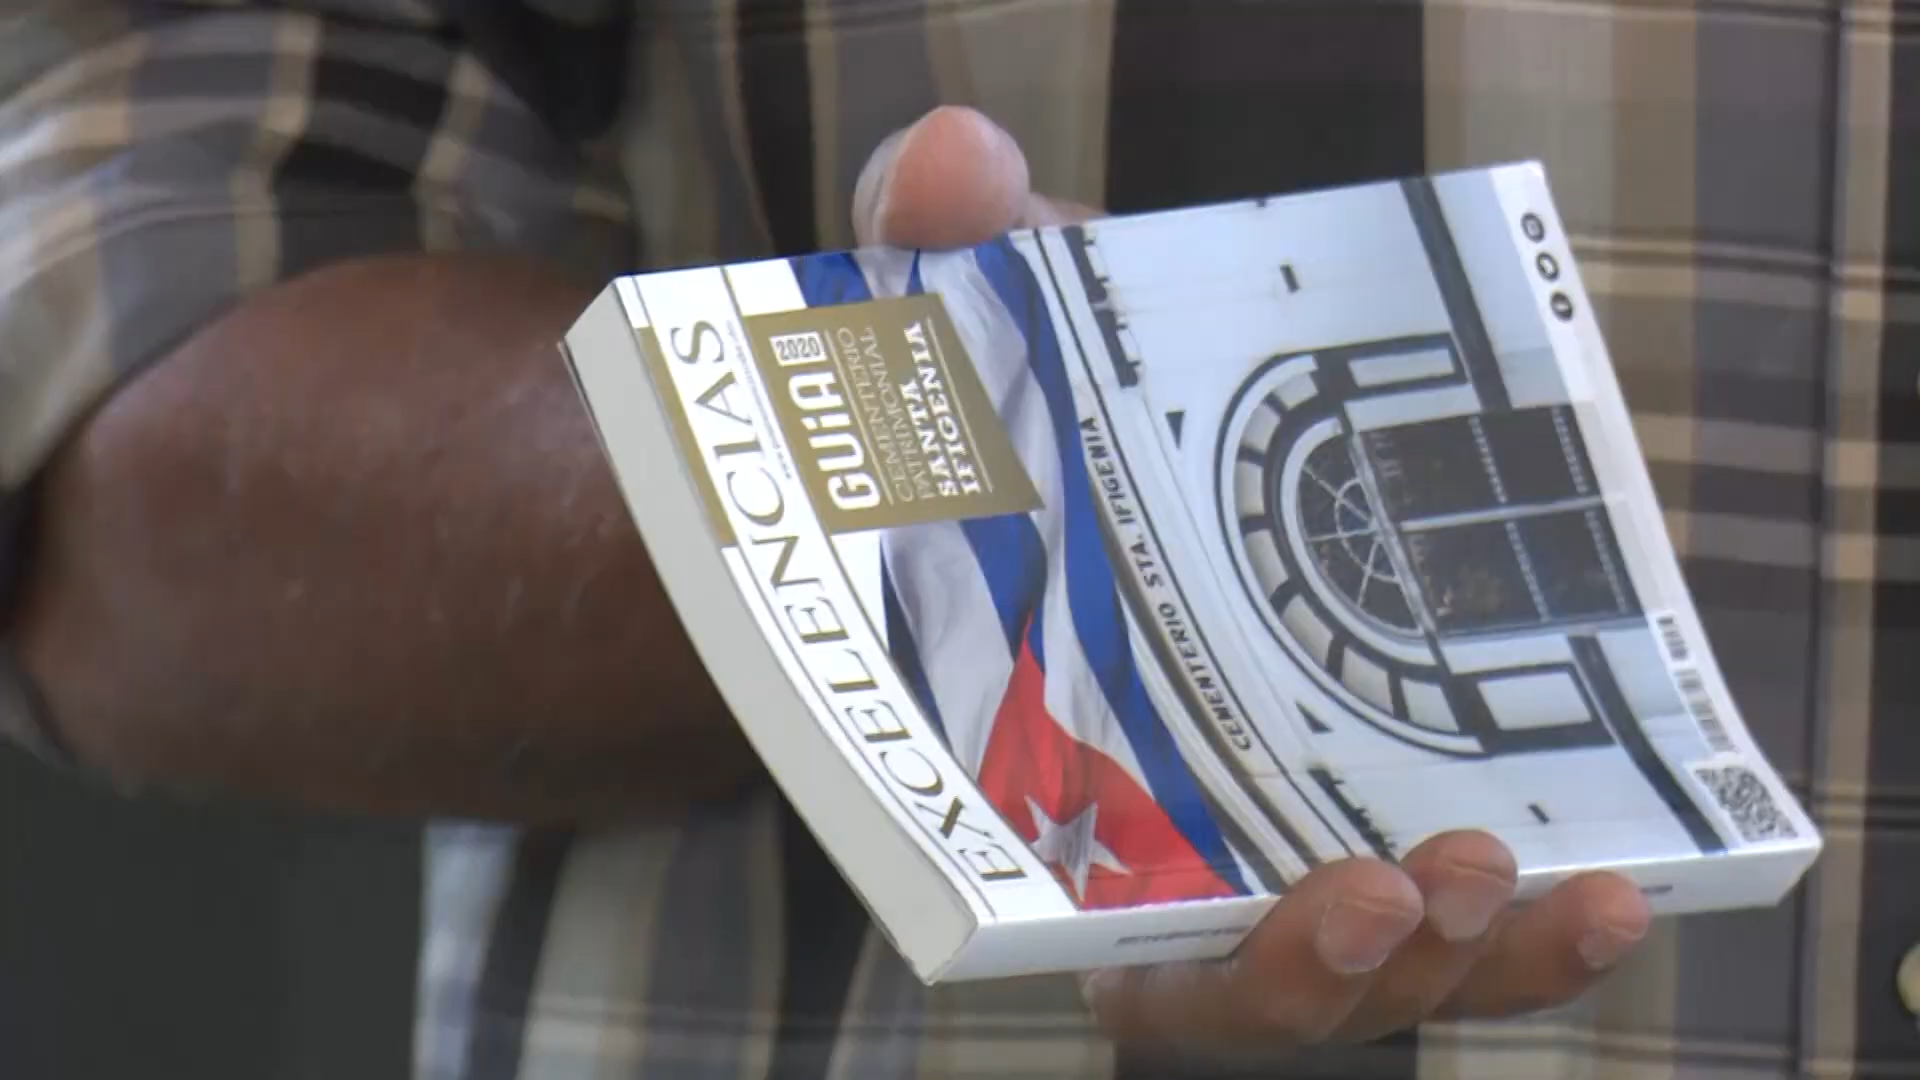 EXCELENCIAS
GUÍA 2020
CEMENTERIO
PATRIMONIAL
SANTA
IFIGENIA
CEMENTERIO STA. IFIGENIA